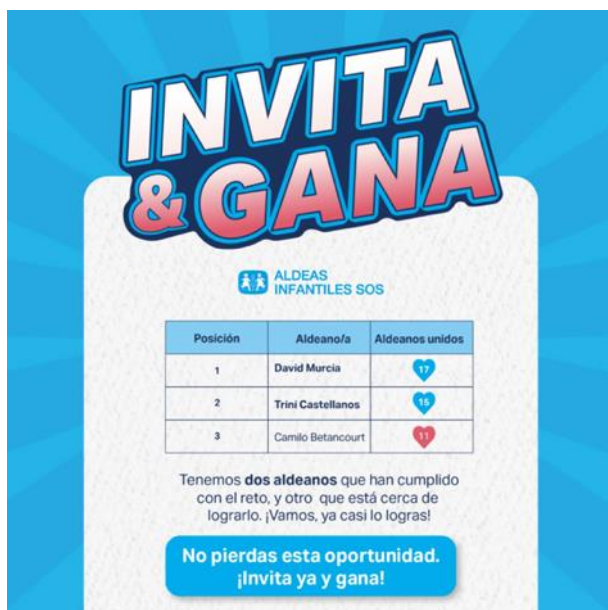 INVITA
& GANA
ALDEAS
INFANTILES SOS
Posición Aldeano/a Aldeanos unidos
1 David Murcia 17
2 Trini Castellanos 15
3 Camilo Betancourt 11
Tenemos dos aldeanos que han cumplido
con el reto, y otro que está cerca de
lograrlo. ¡Vamos, ya casi lo logras!
No pierdas esta oportunidad.
¡Invita ya y gana!